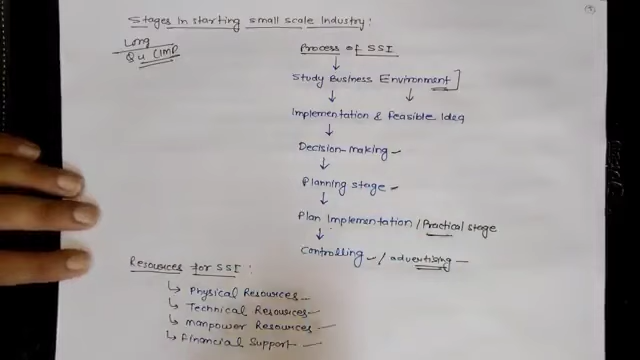 Stages in starting small scale Industry:
Long
Qu (Imp)
Process of SSI
Study Business Environment
Implementation & feasible Idea
Decision-making
Planning stage
Plan Implementation / Practical stage
Controlling / advertising
Resources for SSI:
Physical Resources
Technical Resources
manpower Resources
financial Support